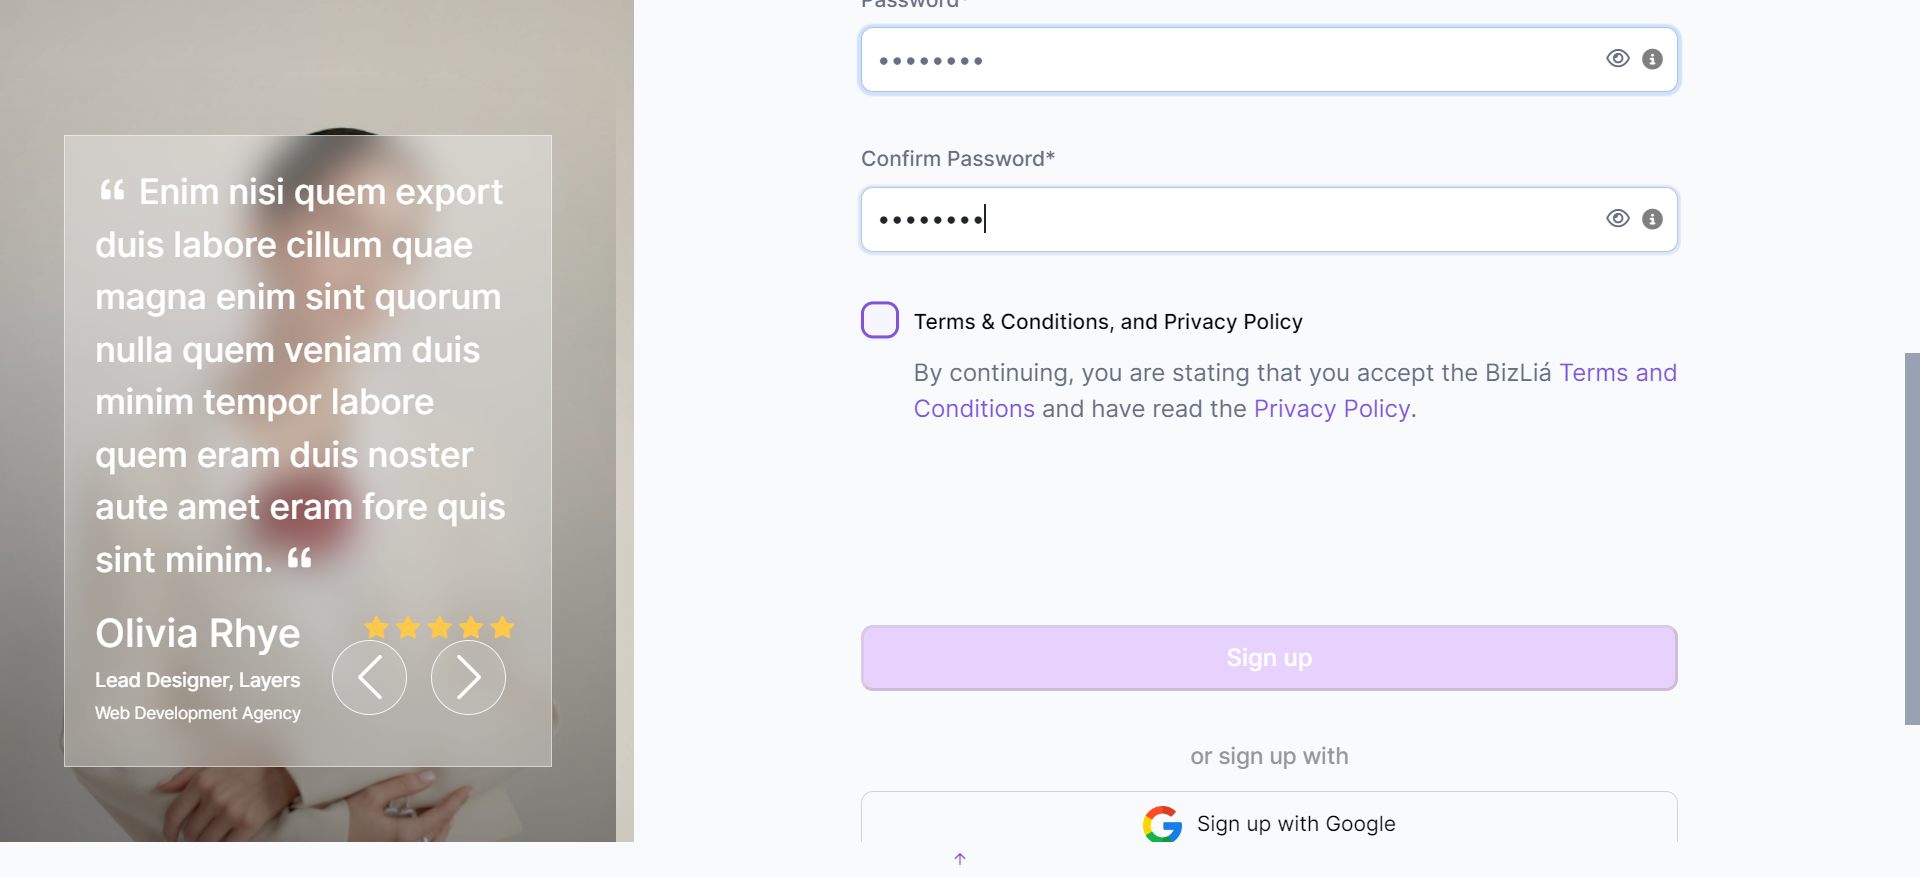 “ Enim nisi quem export
duis labore cillum quae
magna enim sint quorum
nulla quem veniam duis
minim tempor labore
quem eram duis noster
aute amet eram fore quis
sint minim. “
Olivia Rhye
Lead Designer, Layers
Web Development Agency
Password*
••••••••
Confirm Password*
••••••••
Terms & Conditions, and Privacy Policy
By continuing, you are stating that you accept the BizLiá Terms and
Conditions and have read the Privacy Policy.
Sign up
or sign up with
Sign up with Google